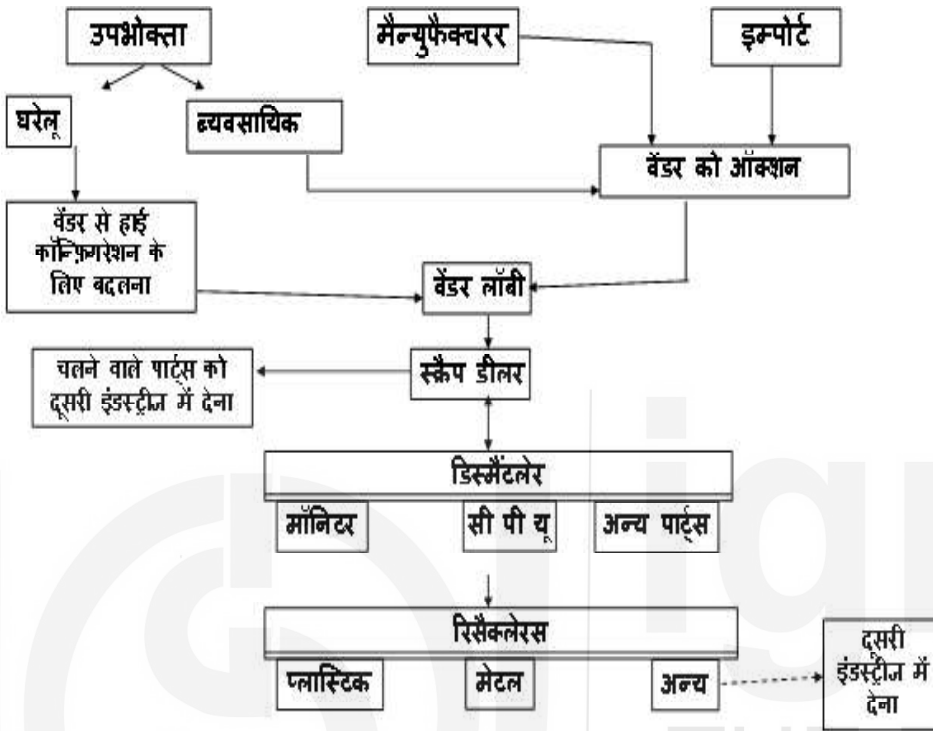 उपभोक्ता
मैन्युफैक्चरर
इम्पोर्ट
घरेलू
ब्यवसायिक
वेंडर को ऑक्शन
वेंडर से हाई
कॉन्फ़िगरेशन के
लिए बदलना
वेंडर लॉबी
चलने वाले पार्ट्स को
दूसरी इंडस्ट्रीज में देना
स्क्रैप डीलर
डिस्मैंटलेर
मॉनिटर
सी पी यू
अन्य पार्ट्स
रिसैक्लेरस
प्लास्टिक
मेटल
अन्य
दूसरी
इंडस्ट्रीज में
देना